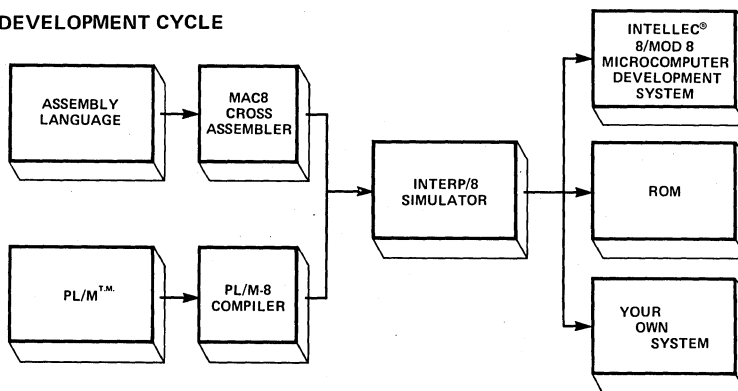 DEVELOPMENT CYCLE
ASSEMBLY
LANGUAGE
MAC8
CROSS
ASSEMBLER
PL/M T.M.
PL/M-8
COMPILER
INTERP/8
SIMULATOR
INTELLEC®
8/MOD 8
MICROCOMPUTER
DEVELOPMENT
SYSTEM
ROM
YOUR
OWN
SYSTEM